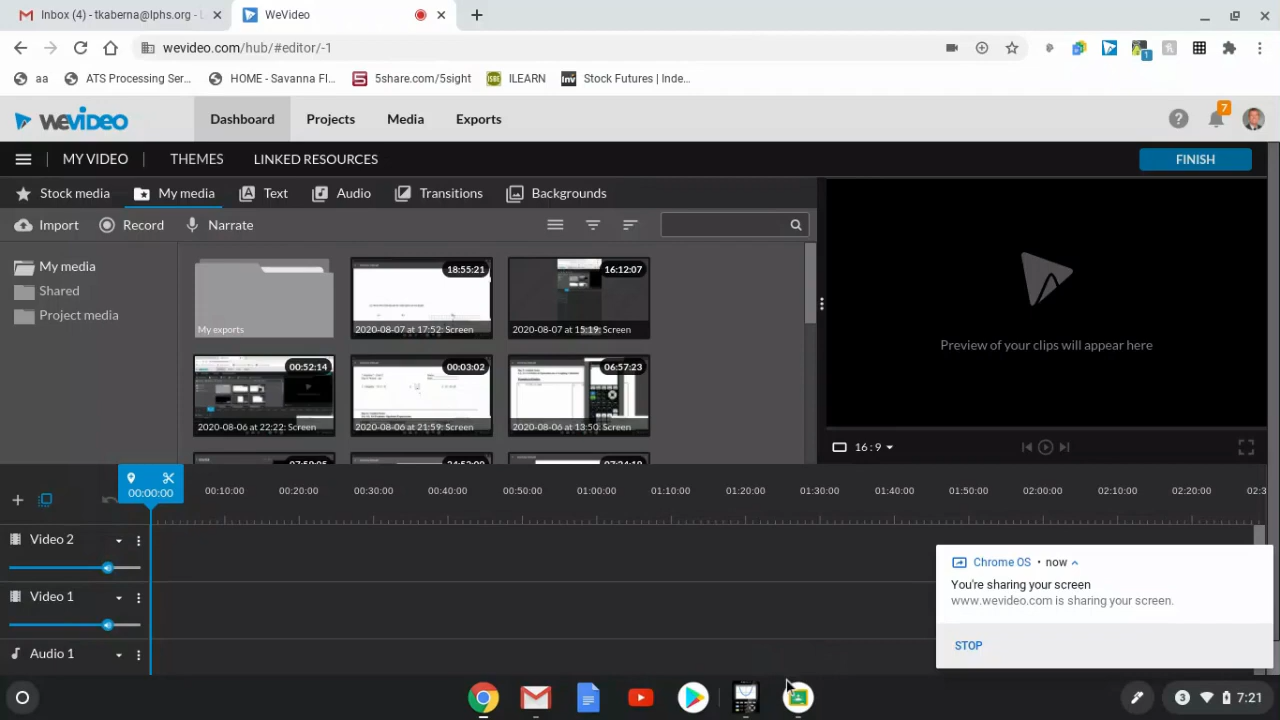 Inbox (4) - tkaberna@lphs.org -
WeVideo
wevideo.com/hub/#editor/-1
1
aa
ATS Processing Ser...
HOME - Savanna Fl...
5share.com/5sight
ISBE
ILEARN
Inv
Stock Futures | Inde...
WEVIDEO
Dashboard
Projects
Media
Exports
7
MY VIDEO
THEMES
LINKED RESOURCES
FINISH
Stock media
My media
Text
Audio
Transitions
Backgrounds
Import
Record
Narrate
My media
Shared
Project media
My exports
18:55:21
2020-08-07 at 17:52: Screen
16:12:07
2020-08-07 at 15:19: Screen
00:52:14
2020-08-06 at 22:22: Screen
00:03:02
2020-08-06 at 21:59: Screen
06:57:23
2020-08-06 at 13:50: Screen
Preview of your clips will appear here
16:9
00:00:00
00:10:00
00:20:00
00:30:00
00:40:00
00:50:00
01:00:00
01:10:00
01:20:00
01:30:00
01:40:00
01:50:00
02:00:00
02:10:00
02:20:00
02:3
Video 2
Video 1
Audio 1
Chrome OS • now
You're sharing your screen
www.wevideo.com is sharing your screen.
STOP
3
7:21